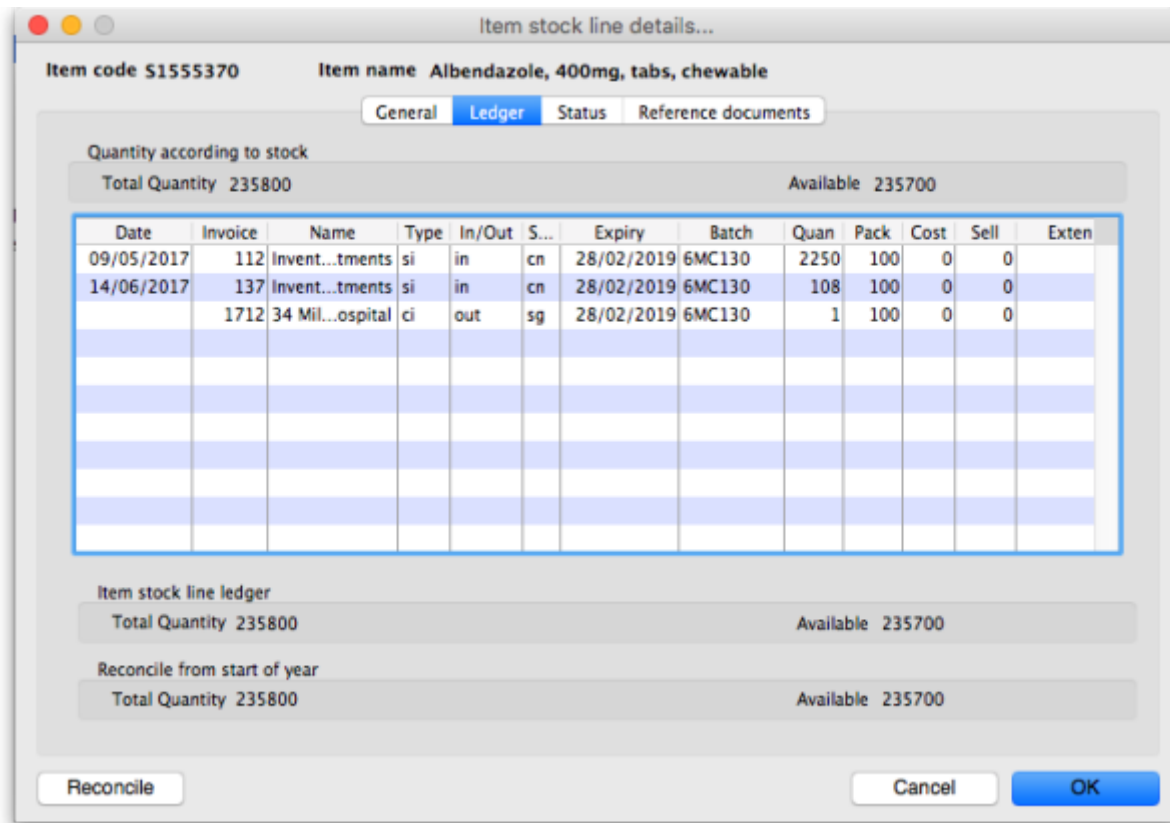 Item stock line details...
Item code S1555370 Item name Albendazole, 400mg, tabs, chewable
General Ledger Status Reference documents
Quantity according to stock
Total Quantity 235800 Available 235700
Date Invoice Name Type In/Out S... Expiry Batch Quan Pack Cost Sell Exten
09/05/2017 112 Invent...tments si in cn 28/02/2019 6MC130 2250 100 0 0
14/06/2017 137 Invent...tments si in cn 28/02/2019 6MC130 108 100 0 0
1712 34 Mil...ospital ci out sg 28/02/2019 6MC130 1 100 0 0
Item stock line ledger
Total Quantity 235800 Available 235700
Reconcile from start of year
Total Quantity 235800 Available 235700
Reconcile Cancel OK